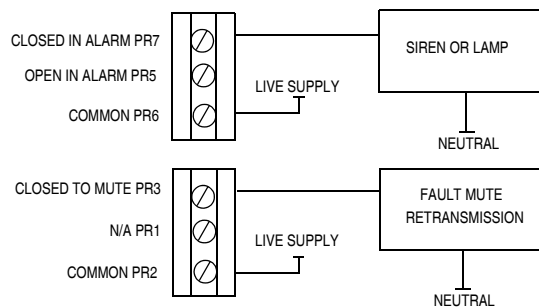 CLOSED IN ALARM PR7
SIREN OR LAMP
OPEN IN ALARM PR5
LIVE SUPPLY
COMMON PR6
NEUTRAL
CLOSED TO MUTE PR3
FAULT MUTE
RETRANSMISSION
N/A PR1
LIVE SUPPLY
COMMON PR2
NEUTRAL